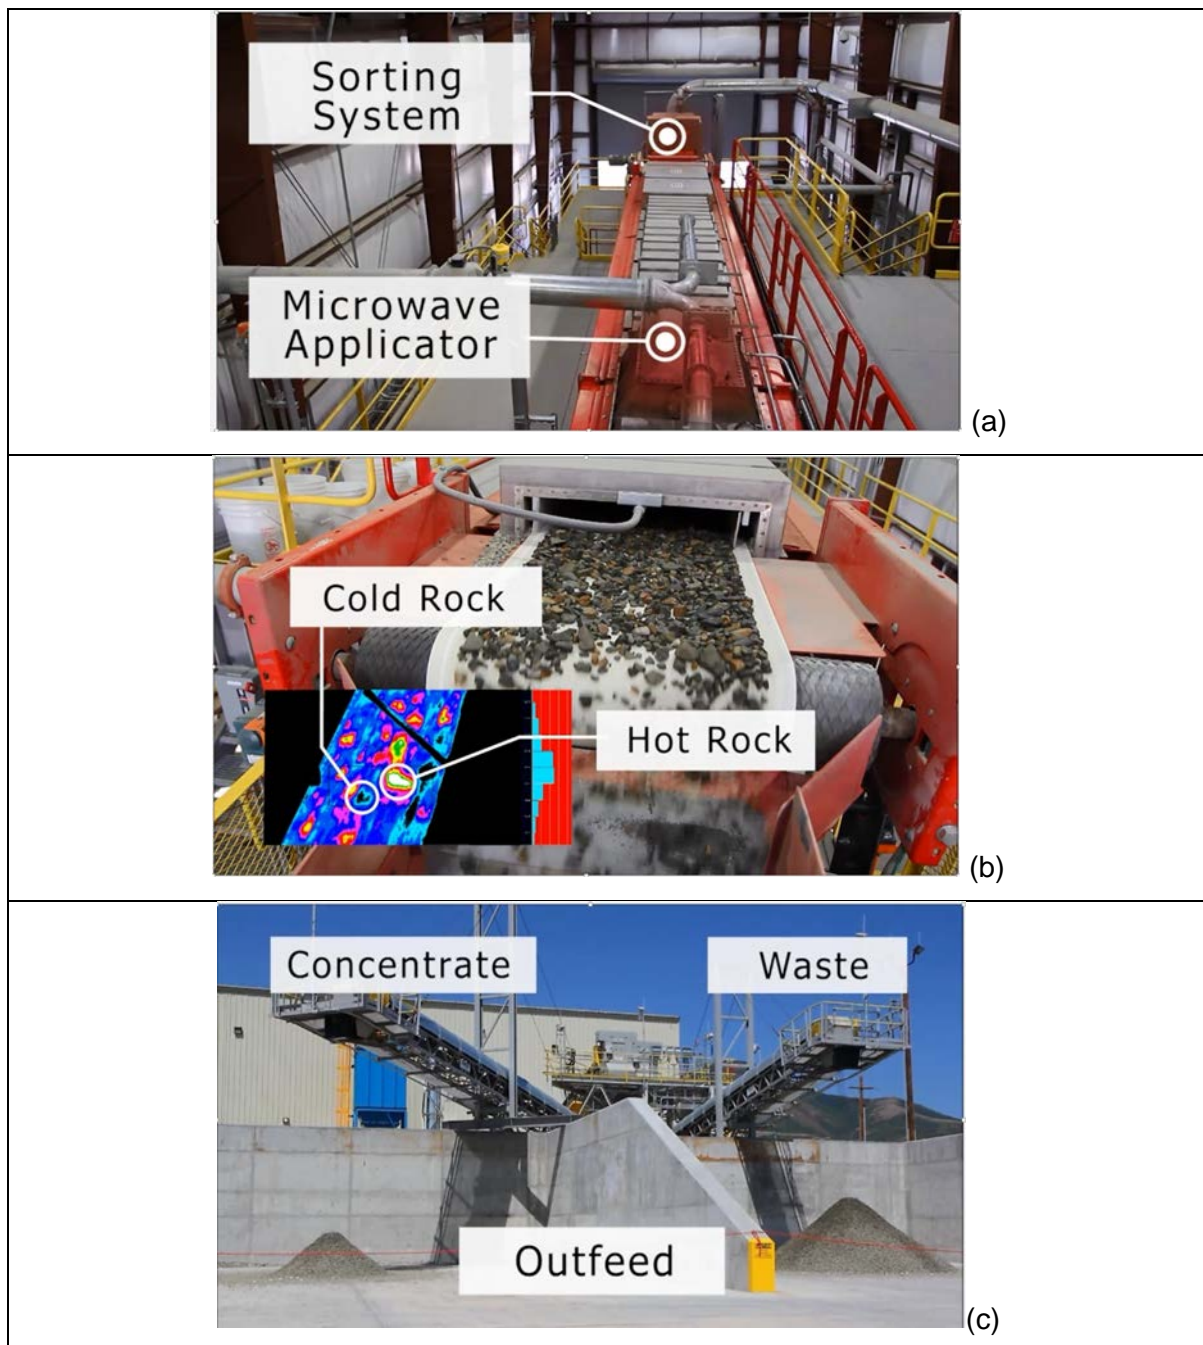 Sorting
System
Microwave
Applicator
(a)
Cold Rock
Hot Rock
(b)
Concentrate
Waste
Outfeed
(c)